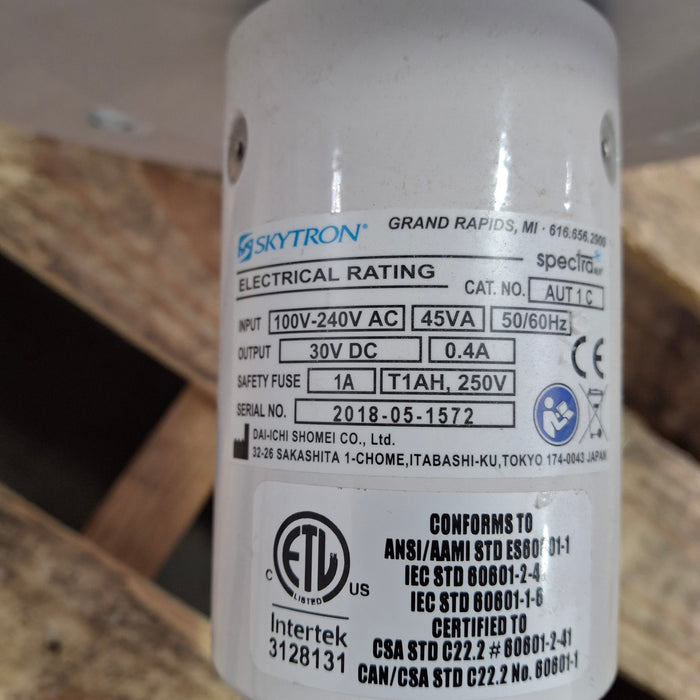 SKYTRON® GRAND RAPIDS, MI · 616.656.2900
spectra
ELECTRICAL RATING CAT. NO. AUT 1 C
INPUT 100V-240V AC 45VA 50/60Hz
OUTPUT 30V DC 0.4A
SAFETY FUSE 1A T1AH, 250V
CE
SERIAL NO. 2018-05-1572
DAI-ICHI SHOMEI CO., Ltd.
32-26 SAKASHITA 1-CHOME,ITABASHI-KU,TOKYO 174-0043 JAPAN
ETL
LISTED
C US
Intertek
3128131
CONFORMS TO
ANSI/AAMI STD ES60601-1
IEC STD 60601-2-4
IEC STD 60601-1-6
CERTIFIED TO
CSA STD C22.2 # 60601-2-41
CAN/CSA STD C22.2 No. 60601-1